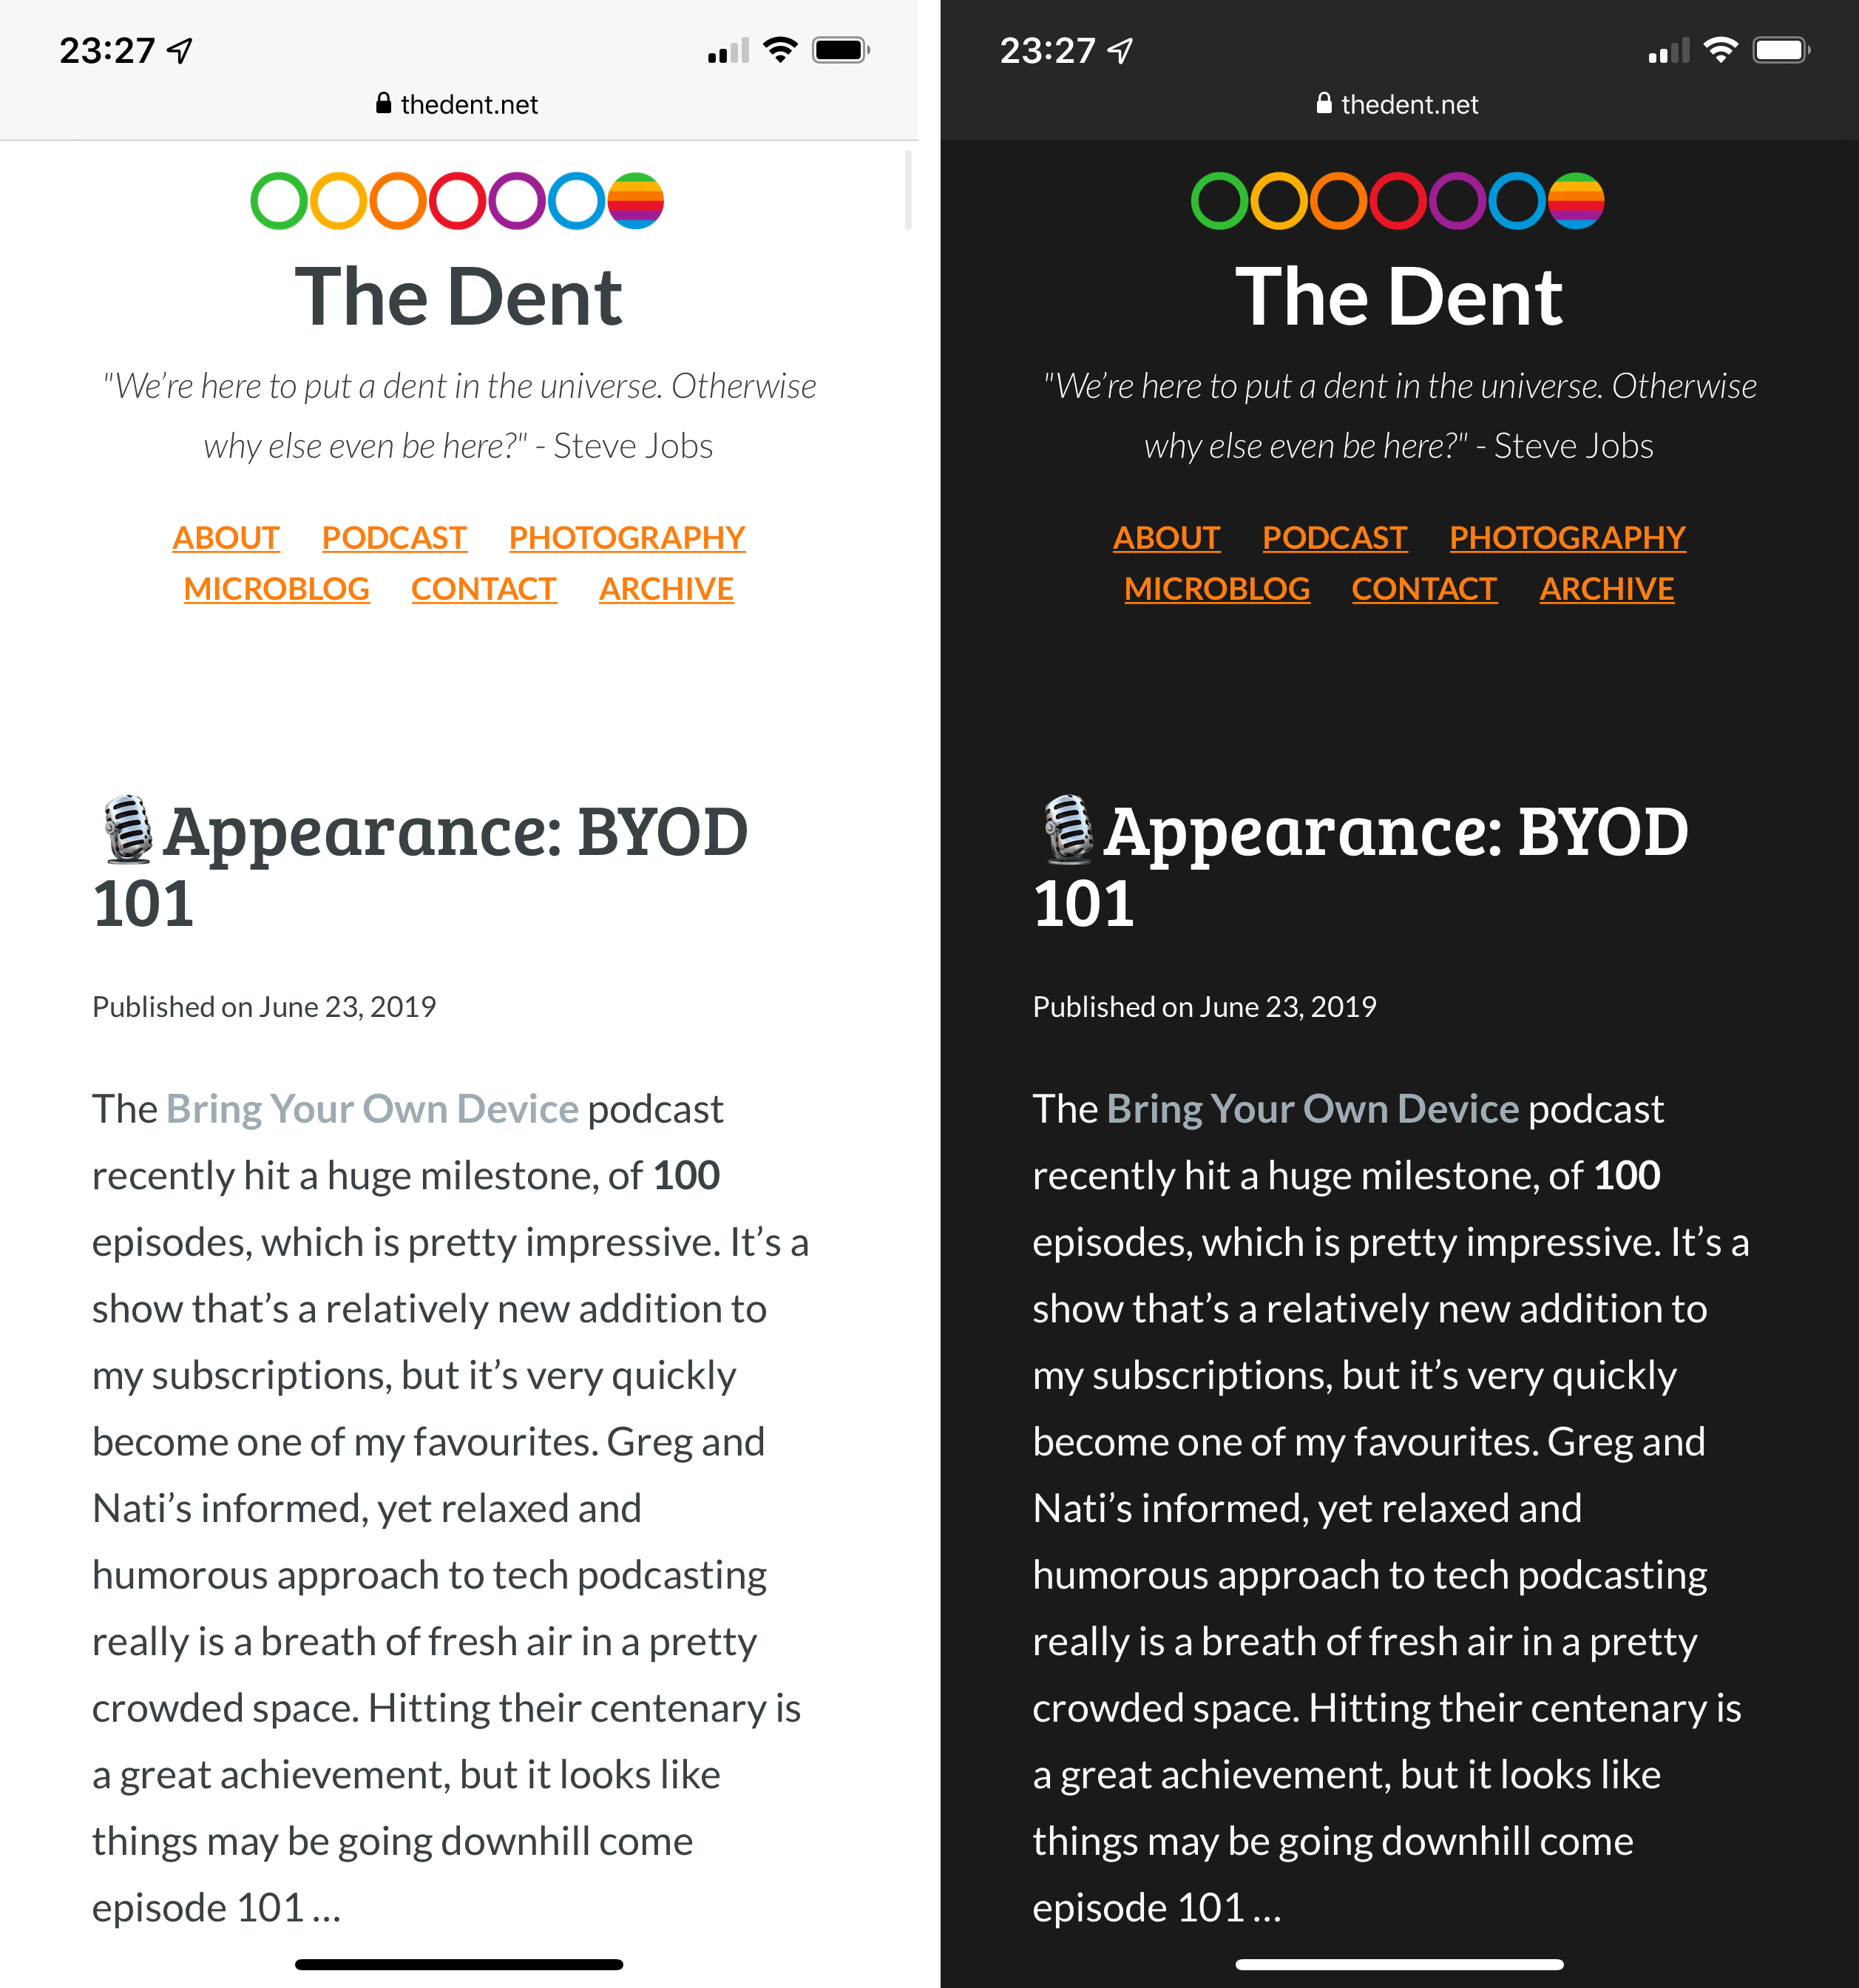 23:27
thedent.net
The Dent
"We’re here to put a dent in the universe. Otherwise
why else even be here?" - Steve Jobs
ABOUT PODCAST PHOTOGRAPHY
MICROBLOG CONTACT ARCHIVE
Appearance: BYOD
101
Published on June 23, 2019
The Bring Your Own Device podcast
recently hit a huge milestone, of 100
episodes, which is pretty impressive. It’s a
show that’s a relatively new addition to
my subscriptions, but it’s very quickly
become one of my favourites. Greg and
Nati’s informed, yet relaxed and
humorous approach to tech podcasting
really is a breath of fresh air in a pretty
crowded space. Hitting their centenary is
a great achievement, but it looks like
things may be going downhill come
episode 101 …
23:27
thedent.net
The Dent
"We’re here to put a dent in the universe. Otherwise
why else even be here?" - Steve Jobs
ABOUT PODCAST PHOTOGRAPHY
MICROBLOG CONTACT ARCHIVE
Appearance: BYOD
101
Published on June 23, 2019
The Bring Your Own Device podcast
recently hit a huge milestone, of 100
episodes, which is pretty impressive. It’s a
show that’s a relatively new addition to
my subscriptions, but it’s very quickly
become one of my favourites. Greg and
Nati’s informed, yet relaxed and
humorous approach to tech podcasting
really is a breath of fresh air in a pretty
crowded space. Hitting their centenary is
a great achievement, but it looks like
things may be going downhill come
episode 101 …